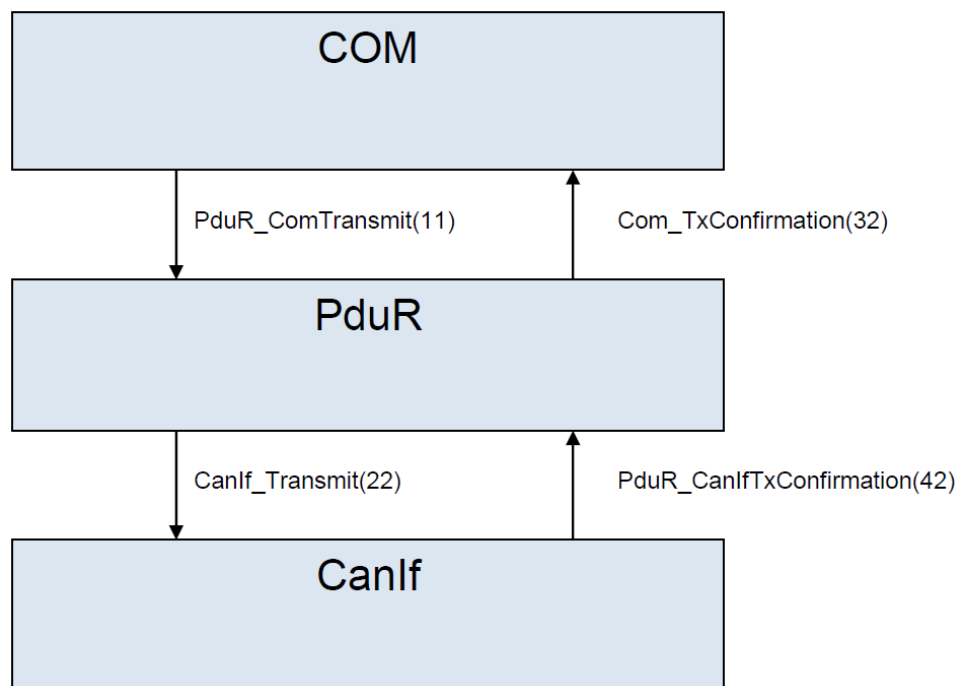 COM
PduR_ComTransmit(11)
Com_TxConfirmation(32)
PduR
CanIf_Transmit(22)
PduR_CanIfTxConfirmation(42)
CanIf